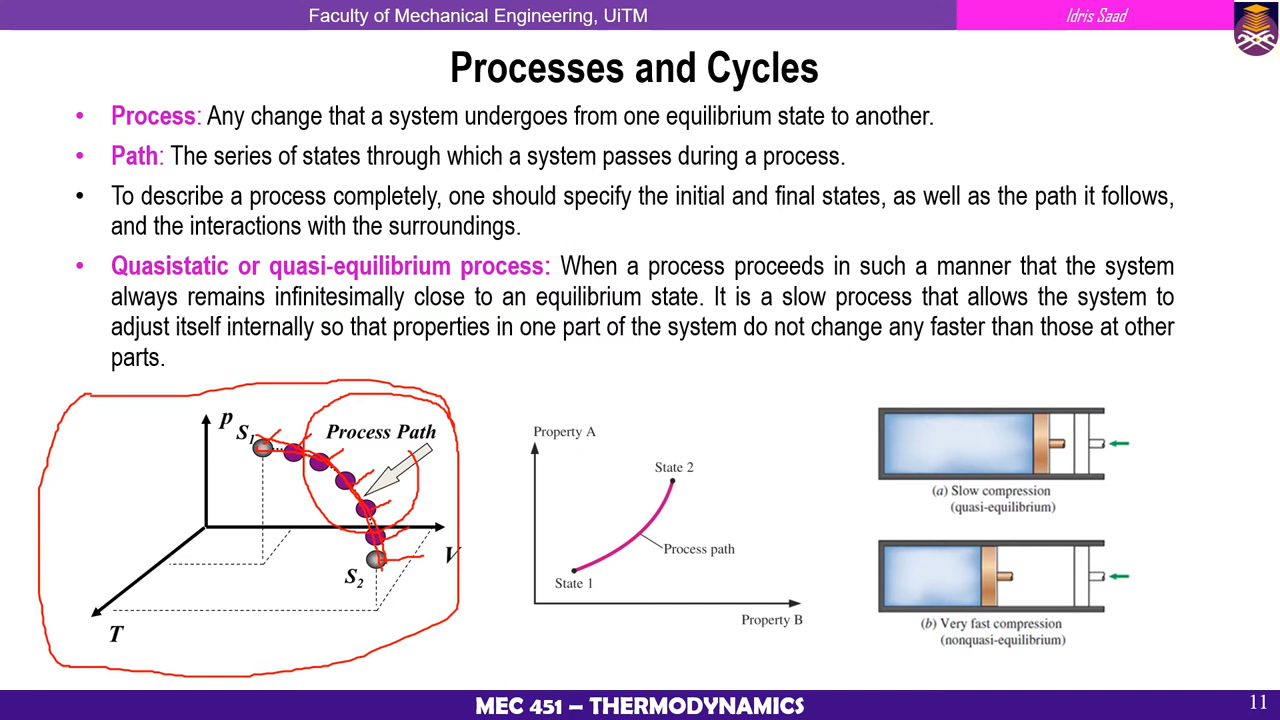 Faculty of Mechanical Engineering, UiTM
Idris Saad
Processes and Cycles
• Process: Any change that a system undergoes from one equilibrium state to another.
• Path: The series of states through which a system passes during a process.
• To describe a process completely, one should specify the initial and final states, as well as the path it follows,
and the interactions with the surroundings.
• Quasistatic or quasi-equilibrium process: When a process proceeds in such a manner that the system
always remains infinitesimally close to an equilibrium state. It is a slow process that allows the system to
adjust itself internally so that properties in one part of the system do not change any faster than those at other
parts.
p
S1
Process Path
V
S2
T
Property A
State 2
Process path
State 1
Property B
(a) Slow compression
(quasi-equilibrium)
(b) Very fast compression
(nonquasi-equilibrium)
MEC 451 – THERMODYNAMICS
11